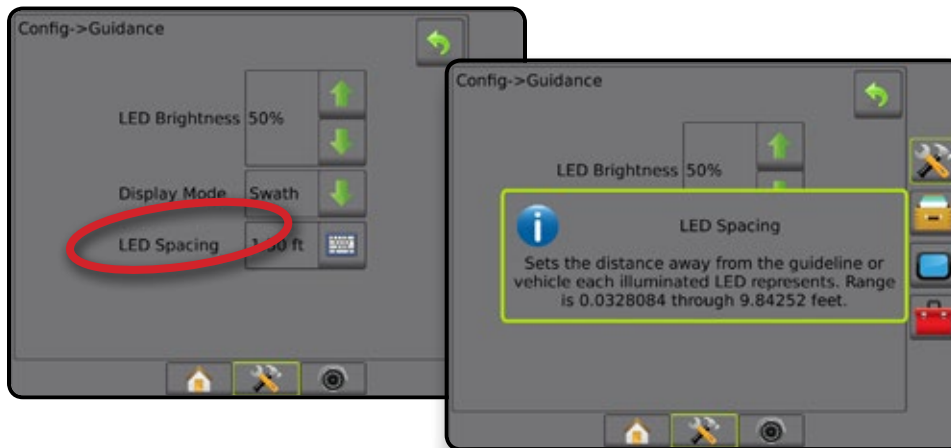 Config->Guidance
LED Brightness 50%
Display Mode Swath
LED Spacing ft
Config->Guidance
LED Brightness 50%
LED Spacing
Sets the distance away from the guideline or
vehicle each illuminated LED represents. Range
is 0.0328084 through 9.84252 feet.